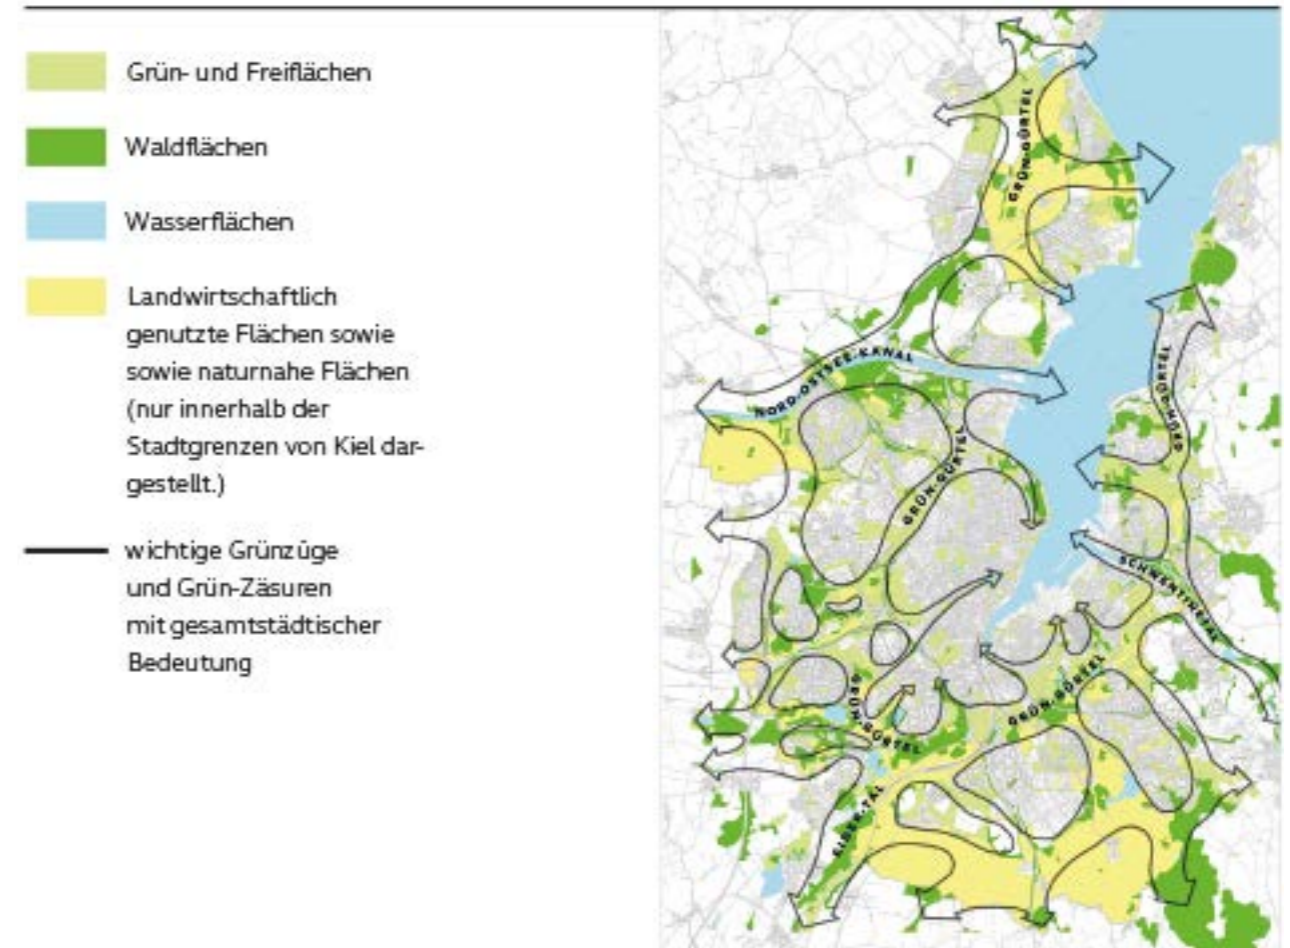 Grün- und Freiflächen
Waldflächen
Wasserflächen
Landwirtschaftlich
genutzte Flächen sowie
sowie naturnahe Flächen
(nur innerhalb der
Stadtgrenzen von Kiel dar-
gestellt.)
wichtige Grünzüge
und Grün-Zäsuren
mit gesamtstädtischer
Bedeutung
GRÜN-GÜRTEL
NORD-OSTSEE-KANAL
GÜRTEL
GRÜN-GÜRTEL
SCHWENTINETAL
GRÜN-GÜRTEL
GRÜN-GÜRTEL
EIDER-TAL